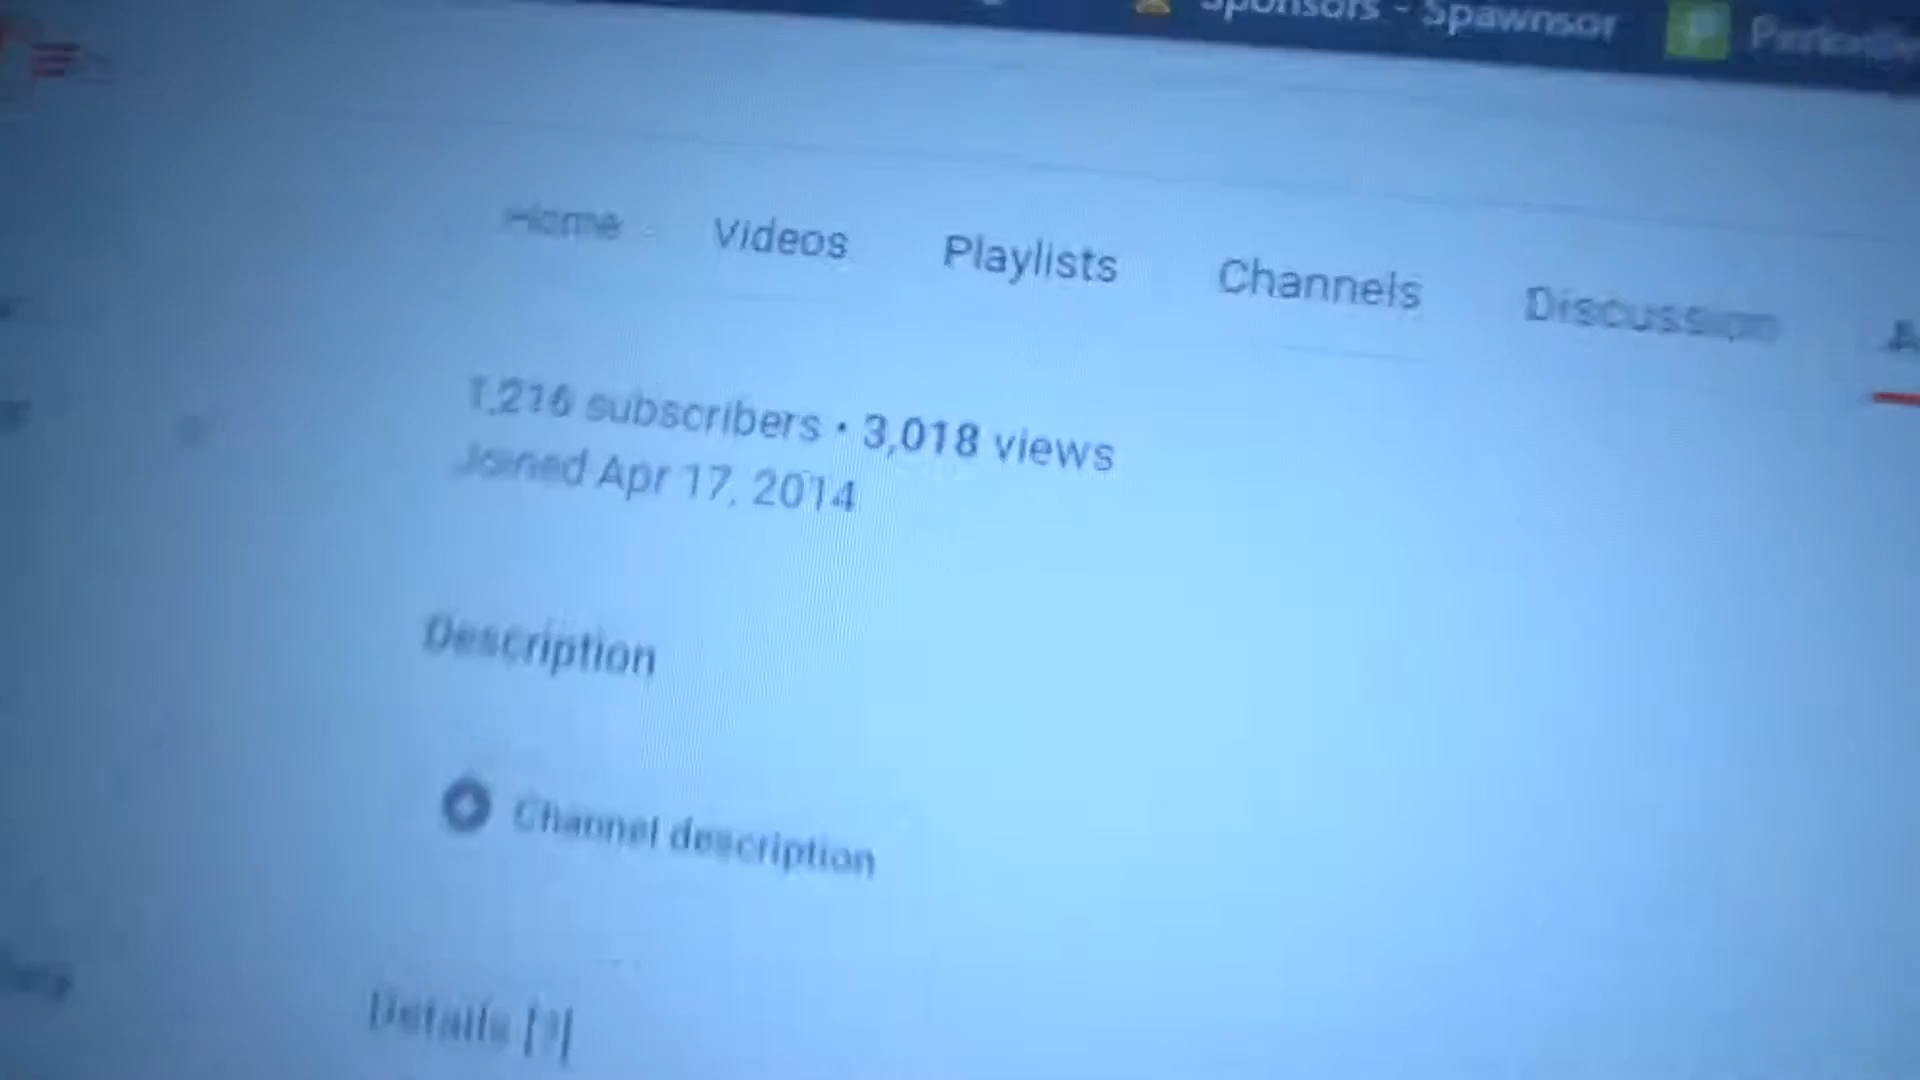 Sponsors - Spawnsor
Home Videos Playlists Channels Discussion
1,216 subscribers • 3,018 views
Joined Apr 17, 2014
Description
Channel description
Details [?]